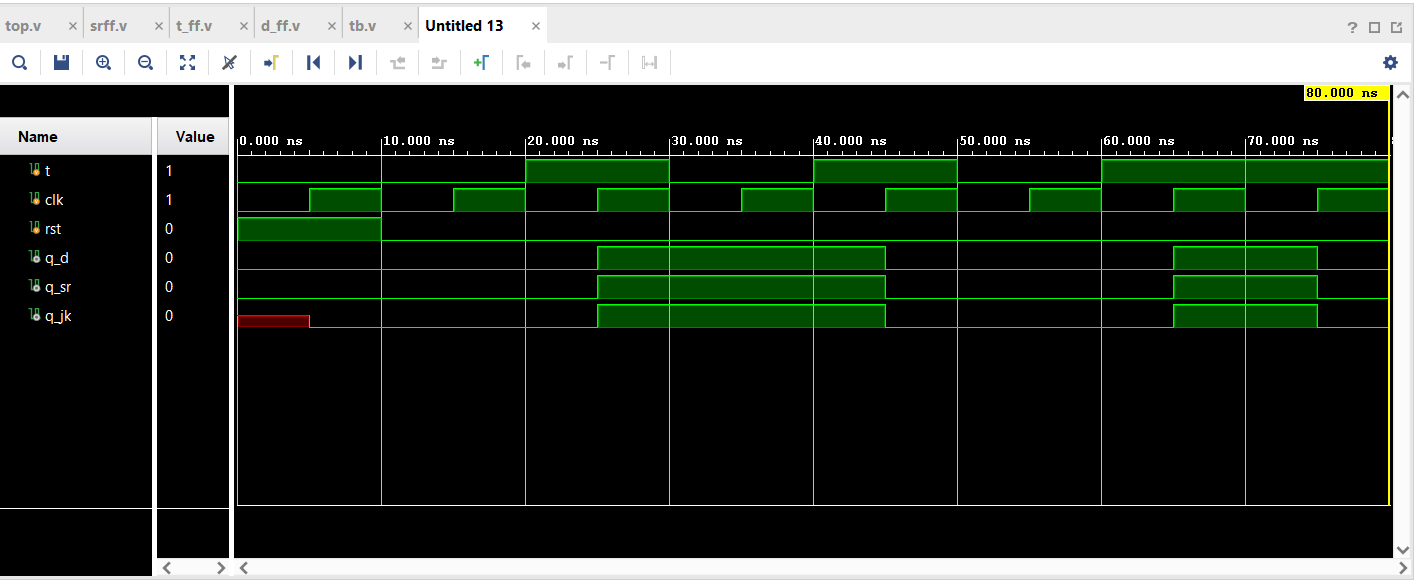 top.v × srff.v × t_ff.v × d_ff.v × tb.v × Untitled 13 ×
?
80.000 ns
Name Value
0.000 ns 10.000 ns 20.000 ns 30.000 ns 40.000 ns 50.000 ns 60.000 ns 70.000 ns
t 1
clk 1
rst 0
q_d 0
q_sr 0
q_jk 0